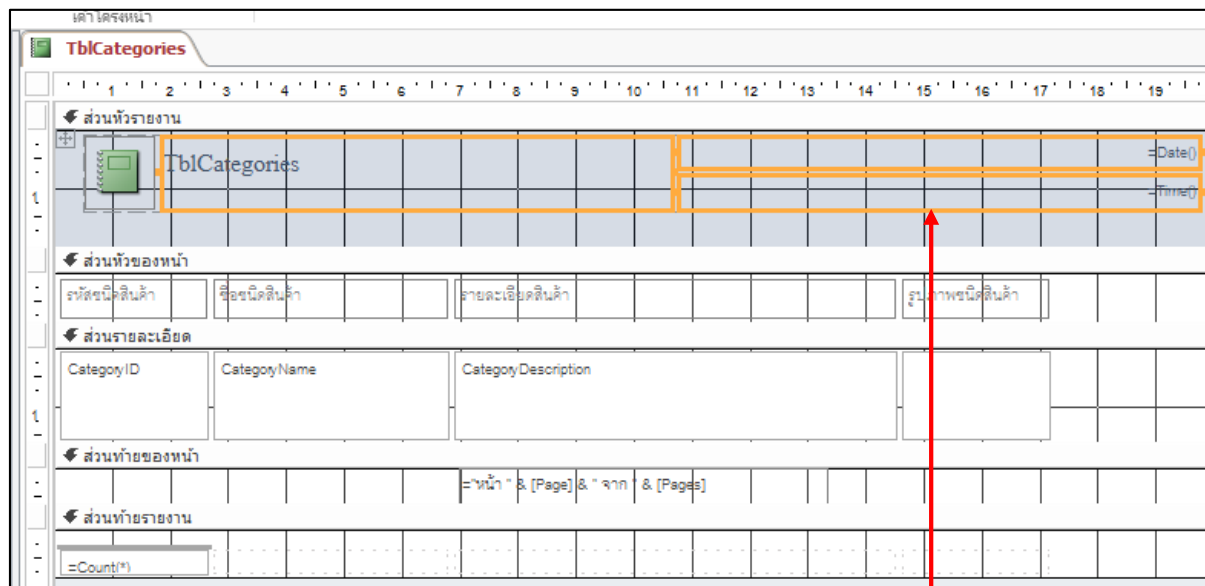 เค้าโครงหน้า
TblCategories
1 2 3 4 5 6 7 8 9 10 11 12 13 14 15 16 17 18 19
ส่วนหัวรายงาน
TblCategories
=Date()
=Time()
1
ส่วนหัวของหน้า
รหัสชนิดสินค้า ชื่อชนิดสินค้า รายละเอียดสินค้า รูปภาพชนิดสินค้า
ส่วนรายละเอียด
CategoryID CategoryName CategoryDescription
1
ส่วนท้ายของหน้า
="หน้า " & [Page] & " จาก " & [Pages]
ส่วนท้ายรายงาน
=Count(*)